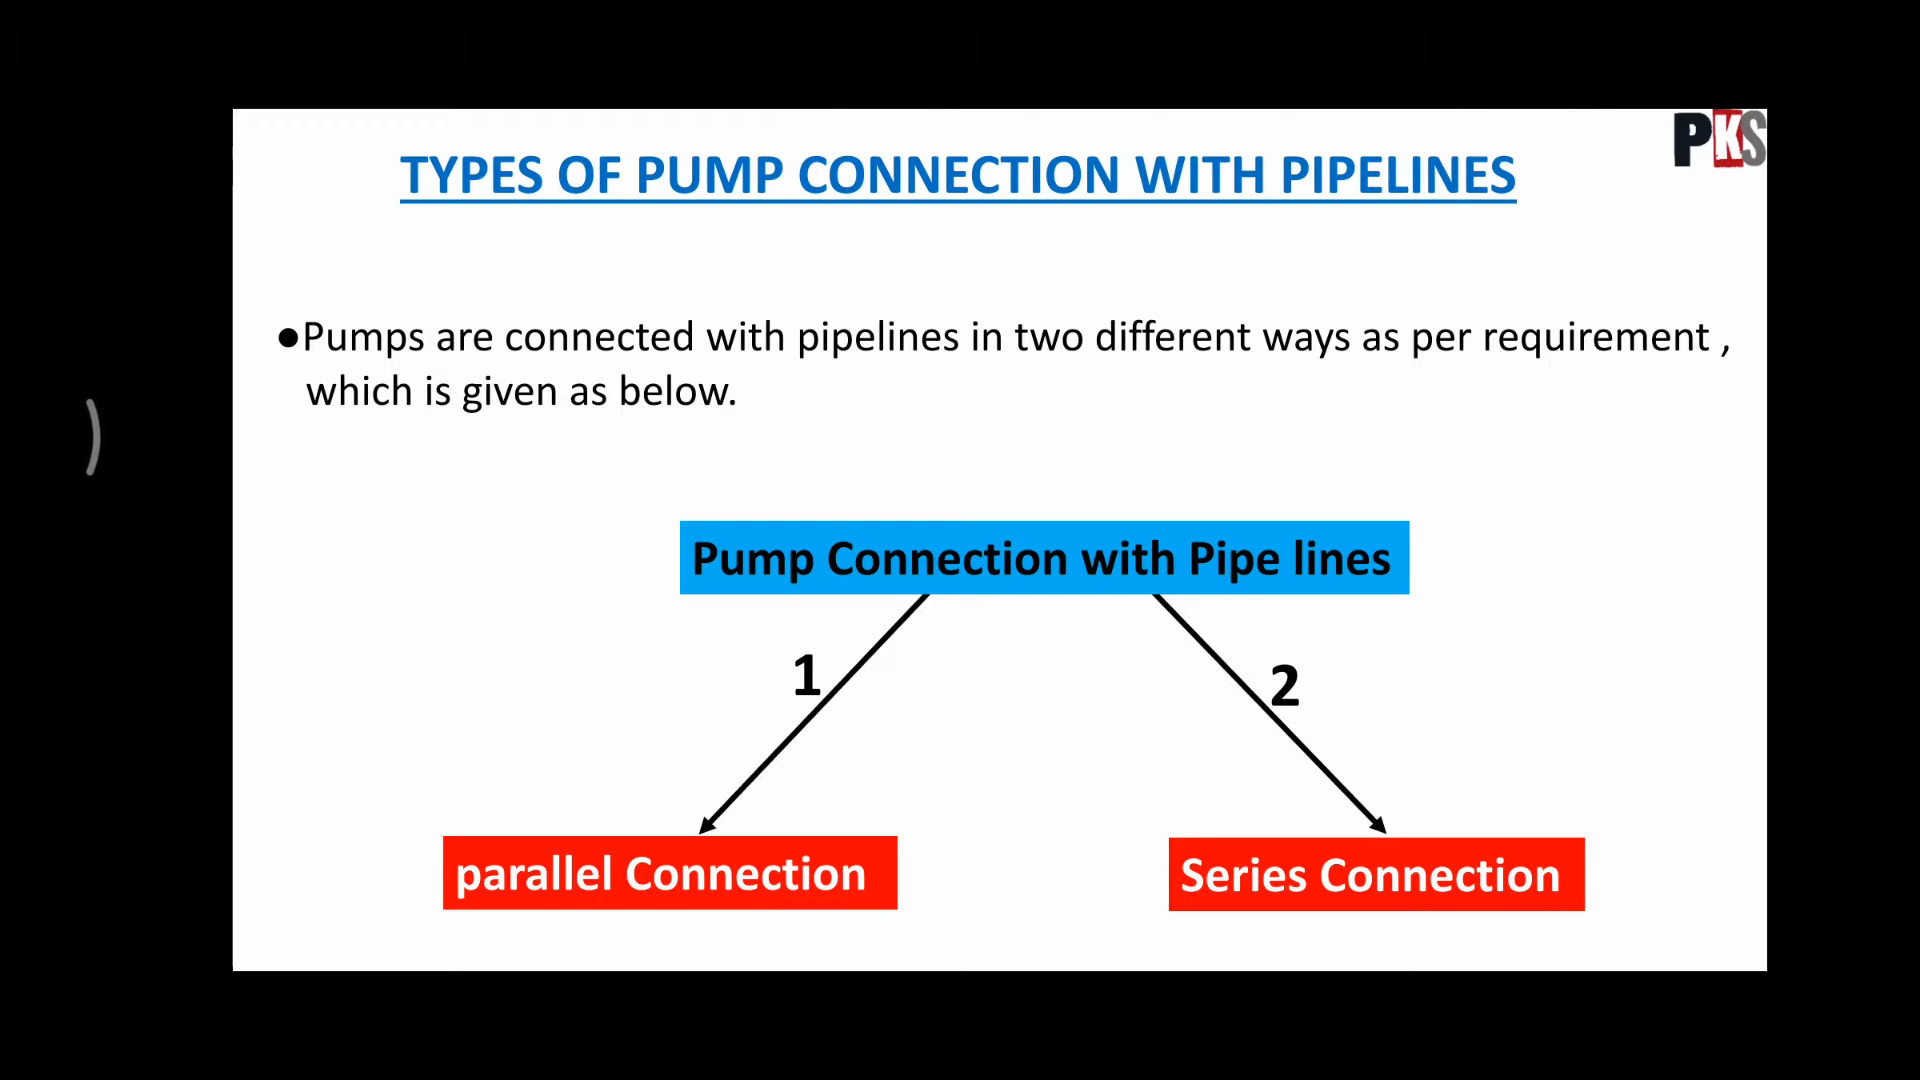 PKS
TYPES OF PUMP CONNECTION WITH PIPELINES
●Pumps are connected with pipelines in two different ways as per requirement ,
which is given as below.
Pump Connection with Pipe lines
1
2
parallel Connection
Series Connection